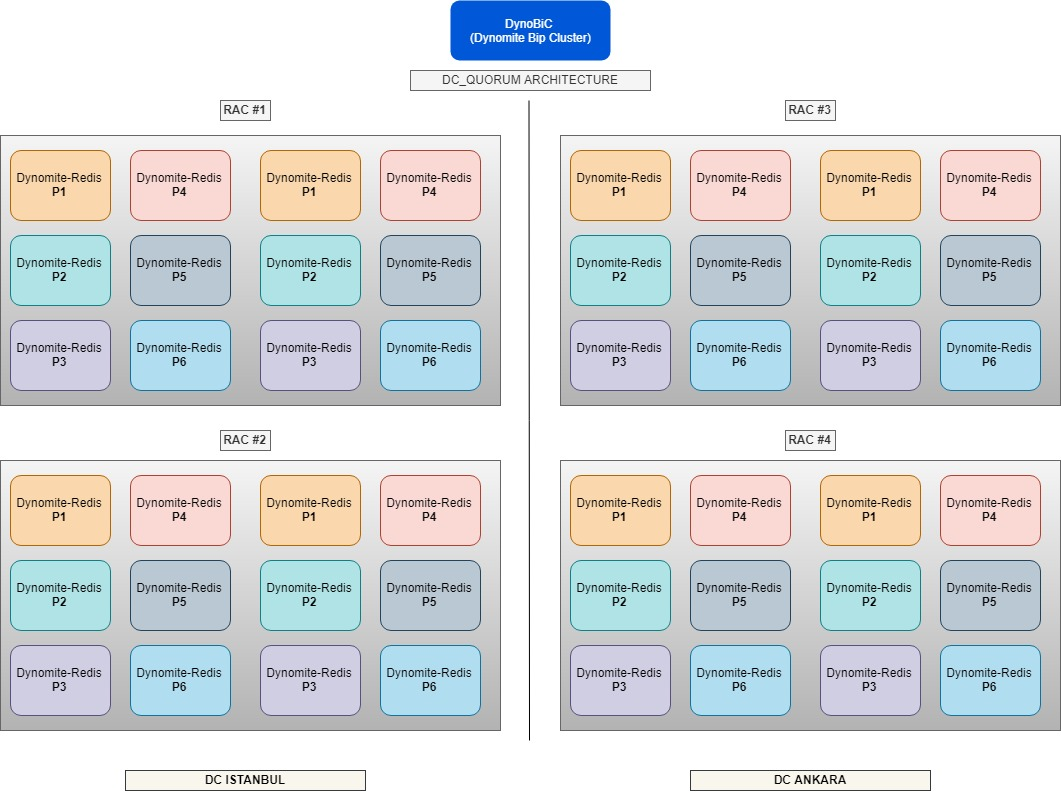 DynoBiC
(Dynomite Bip Cluster)
DC_QUORUM ARCHITECTURE
RAC #1
Dynomite-Redis
P1
Dynomite-Redis
P4
Dynomite-Redis
P1
Dynomite-Redis
P4
Dynomite-Redis
P2
Dynomite-Redis
P5
Dynomite-Redis
P2
Dynomite-Redis
P5
Dynomite-Redis
P3
Dynomite-Redis
P6
Dynomite-Redis
P3
Dynomite-Redis
P6
RAC #2
Dynomite-Redis
P1
Dynomite-Redis
P4
Dynomite-Redis
P1
Dynomite-Redis
P4
Dynomite-Redis
P2
Dynomite-Redis
P5
Dynomite-Redis
P2
Dynomite-Redis
P5
Dynomite-Redis
P3
Dynomite-Redis
P6
Dynomite-Redis
P3
Dynomite-Redis
P6
DC ISTANBUL
RAC #3
Dynomite-Redis
P1
Dynomite-Redis
P4
Dynomite-Redis
P1
Dynomite-Redis
P4
Dynomite-Redis
P2
Dynomite-Redis
P5
Dynomite-Redis
P2
Dynomite-Redis
P5
Dynomite-Redis
P3
Dynomite-Redis
P6
Dynomite-Redis
P3
Dynomite-Redis
P6
RAC #4
Dynomite-Redis
P1
Dynomite-Redis
P4
Dynomite-Redis
P1
Dynomite-Redis
P4
Dynomite-Redis
P2
Dynomite-Redis
P5
Dynomite-Redis
P2
Dynomite-Redis
P5
Dynomite-Redis
P3
Dynomite-Redis
P6
Dynomite-Redis
P3
Dynomite-Redis
P6
DC ANKARA